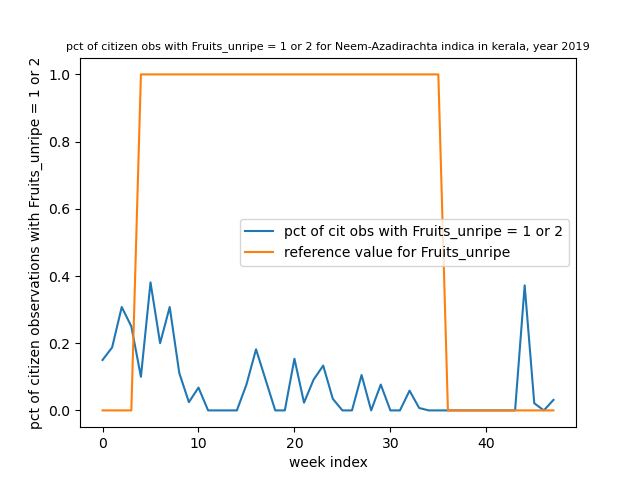 pct of citizen obs with Fruits_unripe = 1 or 2 for Neem-Azadirachta indica in kerala, year 2019
pct of citizen observations with Fruits_unripe = 1 or 2
1.0
0.8
0.6
0.4
0.2
0.0
pct of cit obs with Fruits_unripe = 1 or 2
reference value for Fruits_unripe
0 10 20 30 40
week index